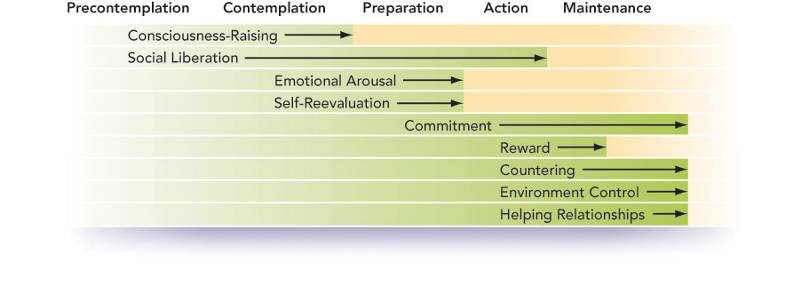 Precontemplation Contemplation Preparation Action Maintenance
Consciousness-Raising
Social Liberation
Emotional Arousal
Self-Reevaluation
Commitment
Reward
Countering
Environment Control
Helping Relationships